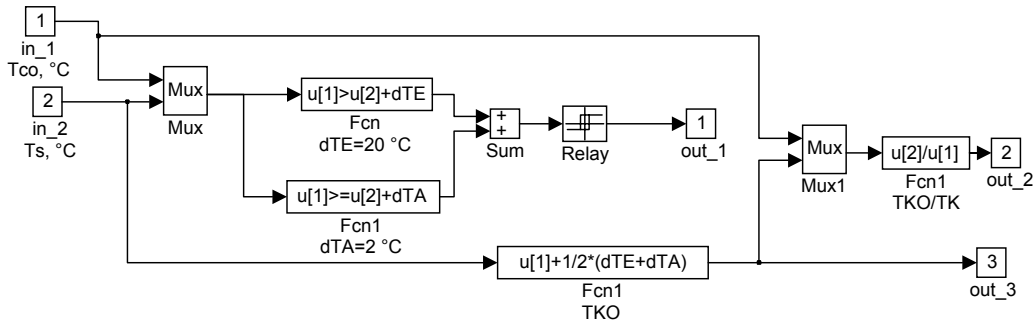 1
in_1
Tco, °C
2
in_2
Ts, °C
Mux
Mux
u[1]>u[2]+dTE
Fcn
dTE=20 °C
u[1]>=u[2]+dTA
Fcn1
dTA=2 °C
+
+
Sum
Relay
1
out_1
u[1]+1/2*(dTE+dTA)
Fcn1
TKO
Mux
Mux1
u[2]/u[1]
Fcn1
TKO/TK
2
out_2
3
out_3